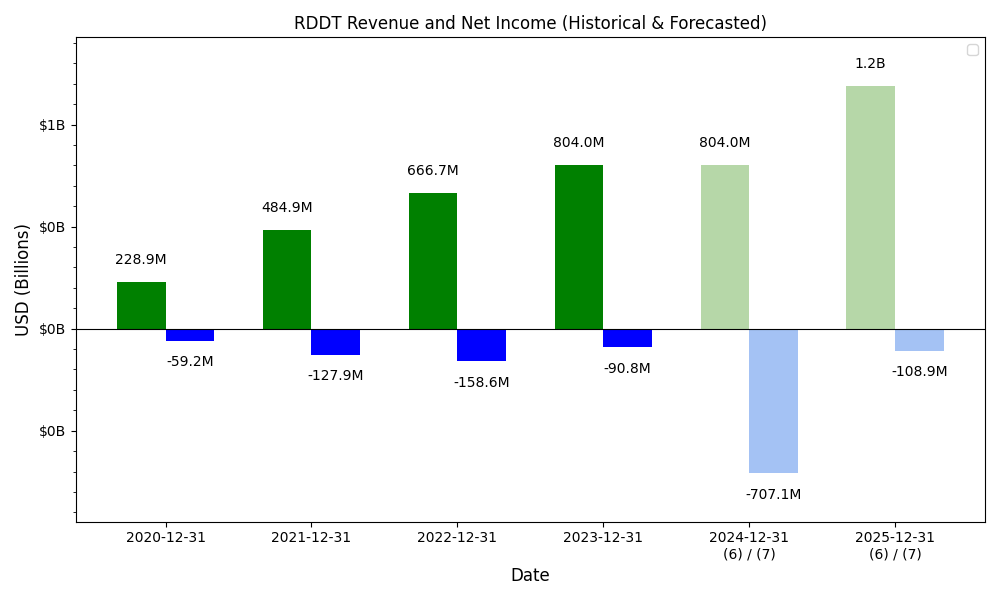 RDDT Revenue and Net Income (Historical & Forecasted)
1.2B
$1B
804.0M
804.0M
666.7M
484.9M
$0B
228.9M
USD (Billions)
$0B
-59.2M
-127.9M
-158.6M
-90.8M
-108.9M
$0B
-707.1M
2020-12-31
2021-12-31
2022-12-31
2023-12-31
2024-12-31
(6) / (7)
2025-12-31
(6) / (7)
Date